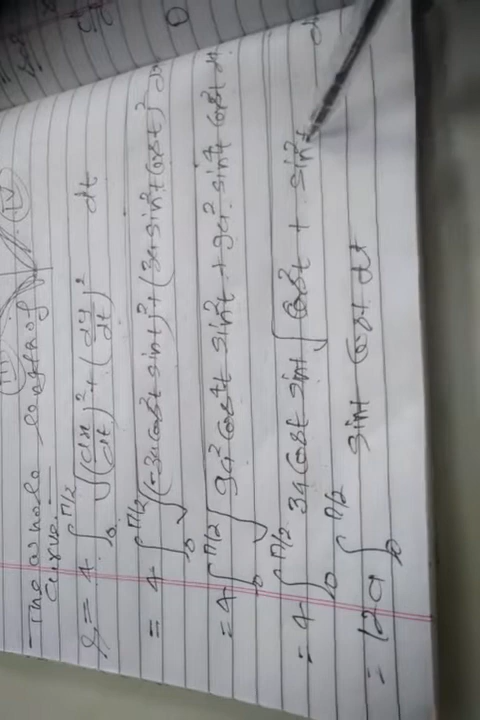 The whole length of
curve.
S = 4 ∫₀^π/2 √(dx/dt)² + (dy/dt)² dt
= 4 ∫₀^π/2 √(-3a cos²t sint)² + (3a sin²t cost)² dt
= 4 ∫₀^π/2 √9a² cos⁴t sin²t + 9a² sin⁴t cos²t dt
= 4 ∫₀^π/2 3a cost sint √cos²t + sin²t
= 12a ∫₀^π/2 sint cost dt